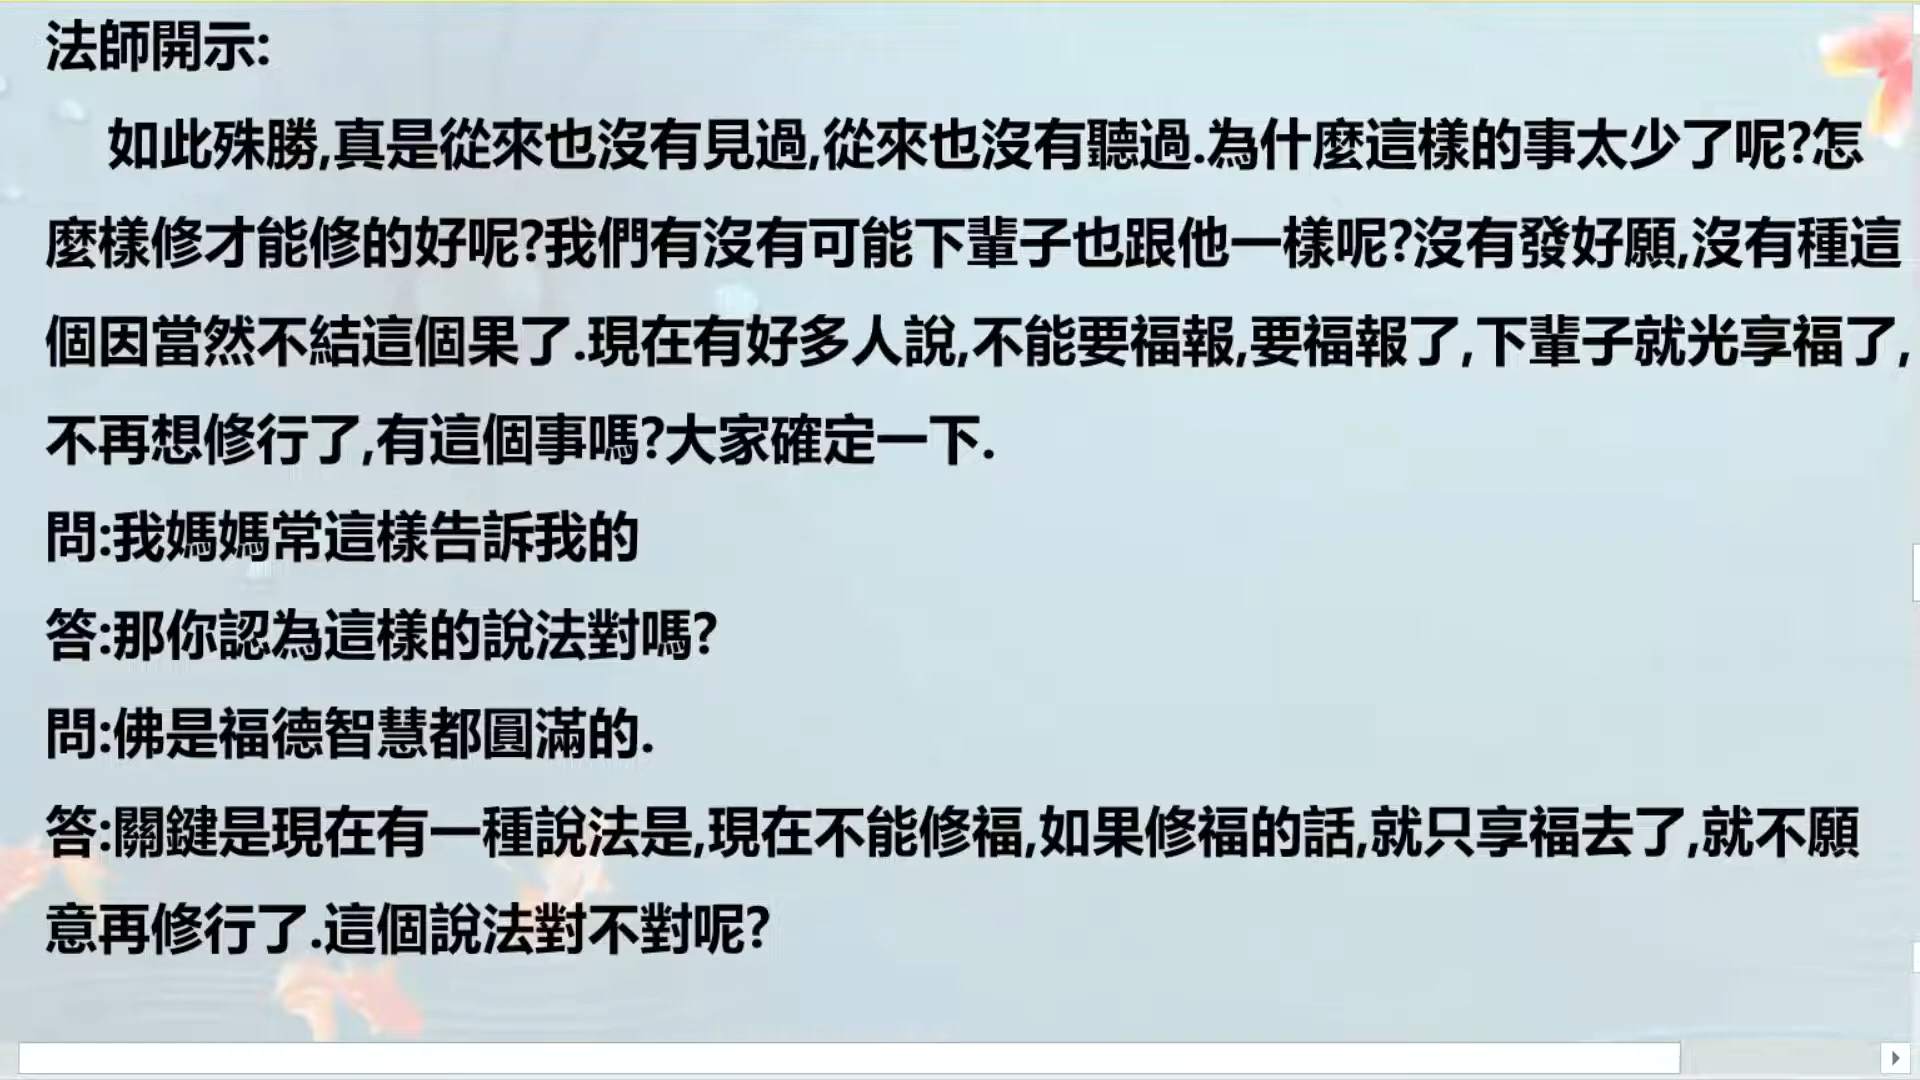 法師開示:
如此殊勝,真是從來也沒有見過,從來也沒有聽過.為什麼這樣的事太少了呢?怎
麼樣修才能修的好呢?我們有沒有可能下輩子也跟他一樣呢?沒有發好願,沒有種這
個因當然不結這個果了.現在有好多人說,不能要福報,要福報了,下輩子就光享福了,
不再想修行了,有這個事嗎?大家確定一下.
問:我媽媽常這樣告訴我的
答:那你認為這樣的說法對嗎?
問:佛是福德智慧都圓滿的.
答:關鍵是現在有一種說法是,現在不能修福,如果修福的話,就只享福去了,就不願
意再修行了.這個說法對不對呢?